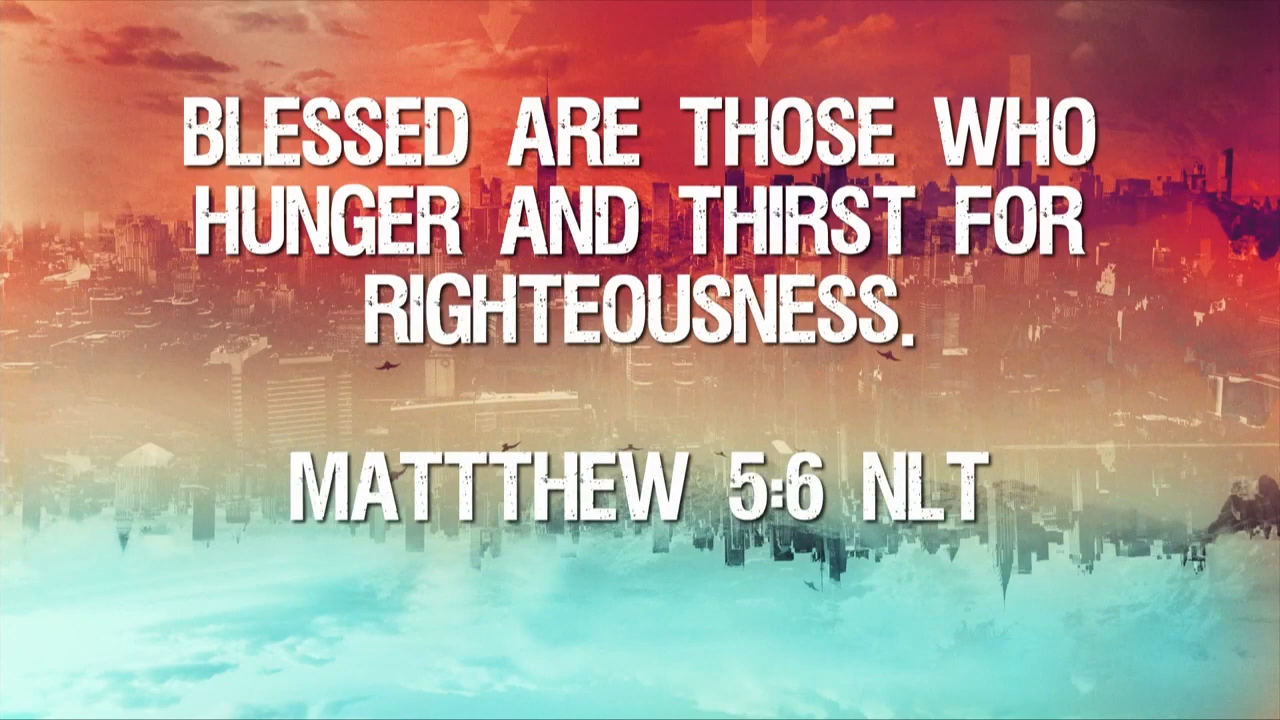 BLESSED ARE THOSE WHO
HUNGER AND THIRST FOR
RIGHTEOUSNESS.
MATTTHEW 5:6 NLT